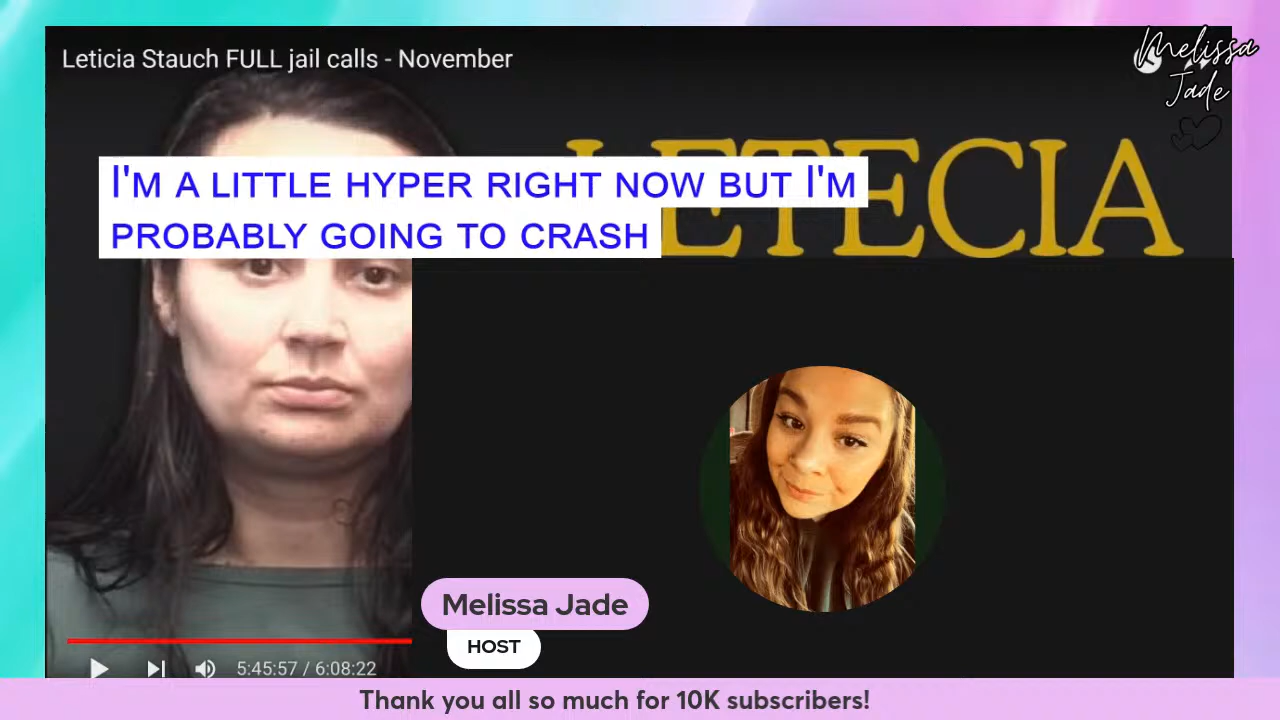 Leticia Stauch FULL jail calls - November
Melissa
Jade
LETECIA
I'M A LITTLE HYPER RIGHT NOW BUT I'M
PROBABLY GOING TO CRASH
Melissa Jade
HOST
5:45:57 / 6:08:22
Thank you all so much for 10K subscribers!